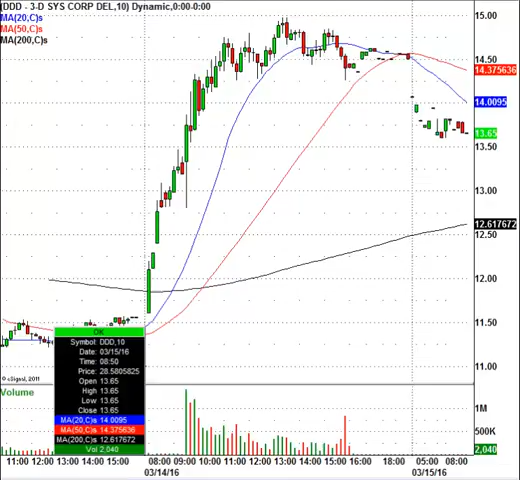 (DDD - 3-D SYS CORP DEL,10) Dynamic,0:00-0:00
MA(20,C)s
MA(50,C)s
MA(200,C)s
15.00
14.50
14.375636
14.0095
13.65
13.50
13.00
12.617672
12.50
12.00
11.50
11.00
OK
Symbol: DDD,10
Date: 03/15/16
Time: 08:50
Price: 28.5805825
Open 13.65
High 13.65
Low 13.65
Close 13.65
MA(20,C)s 14.0095
MA(50,C)s 14.375636
MA(200,C)s 12.617672
Vol 2,040
© eSignal, 2011
Volume
1M
500K
2,040
11:00 12:00 13:00 14:00 15:00 08:00 09:00 10:00 11:00 12:00 13:00 14:00 15:00 16:00 18:00 05:00 08:00
03/14/16 03/15/16